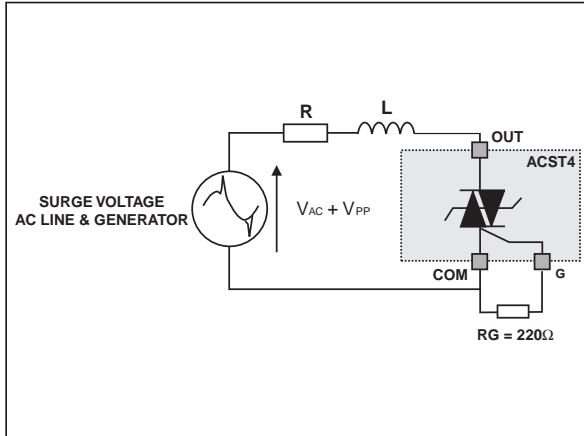 R
L
OUT
ACST4
SURGE VOLTAGE
AC LINE & GENERATOR
VAC + VPP
COM
G
RG = 220Ω